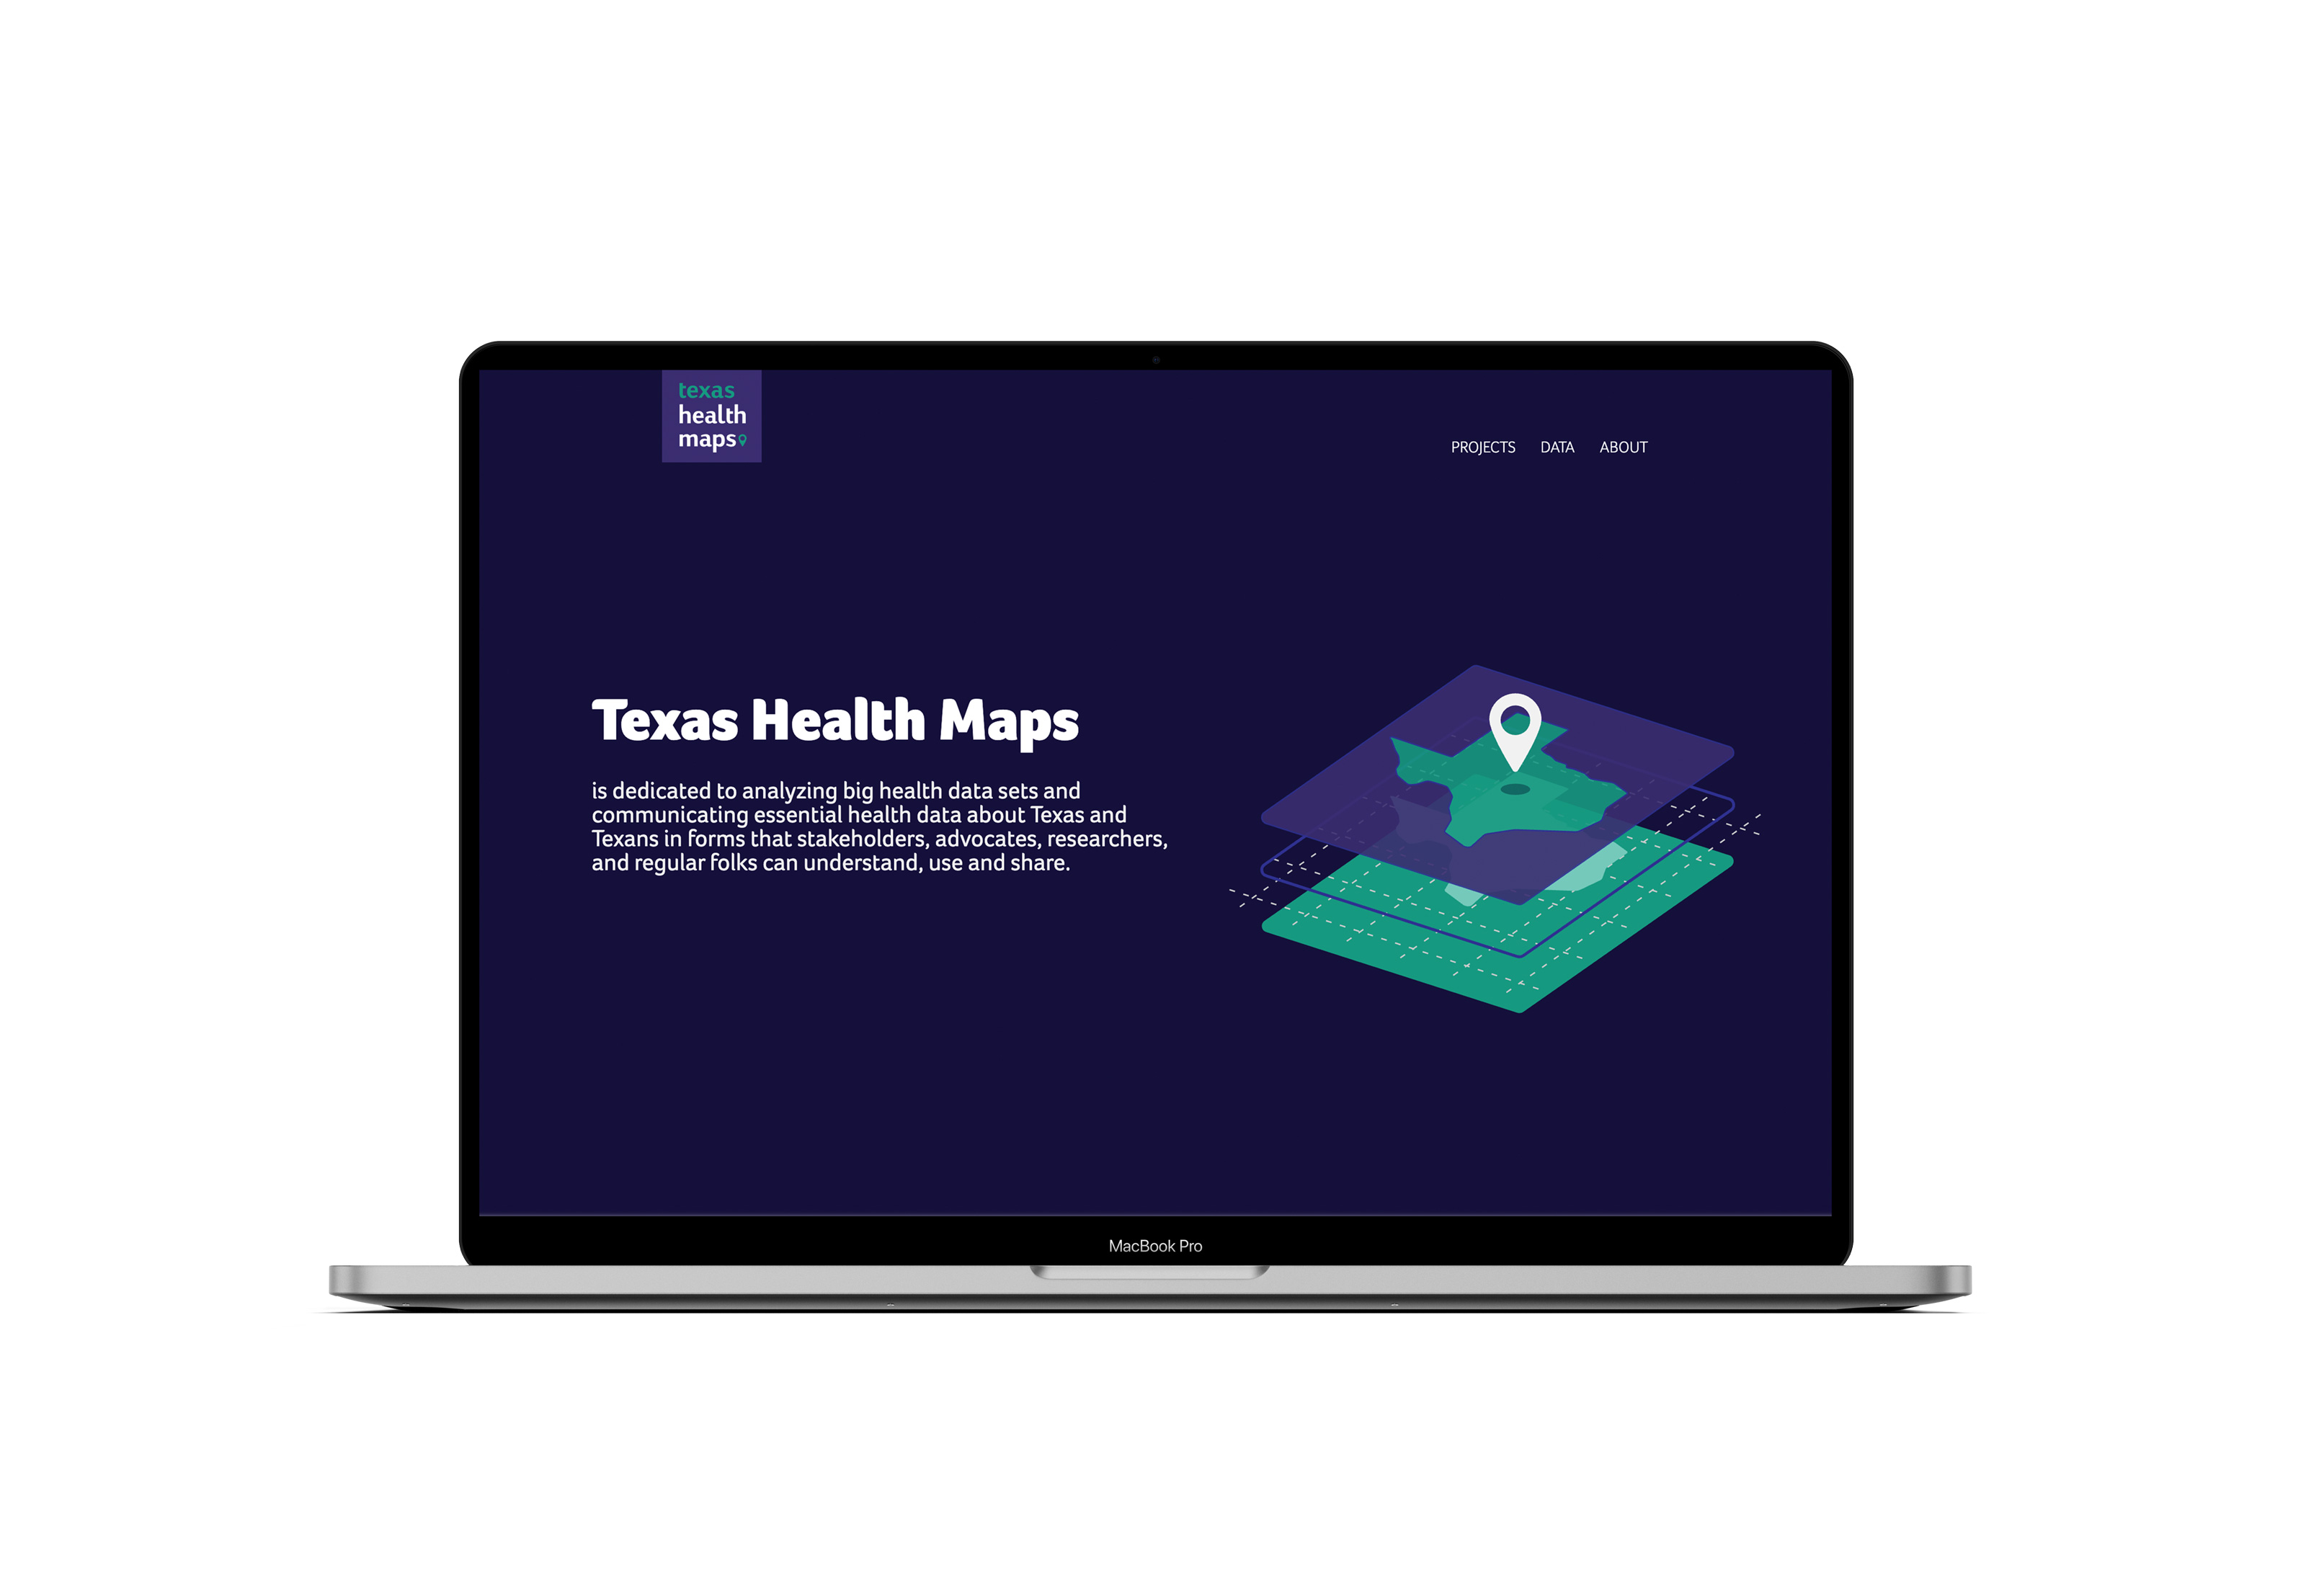 texas
health
maps
PROJECTS DATA ABOUT
Texas Health Maps
is dedicated to analyzing big health data sets and
communicating essential health data about Texas and
Texans in forms that stakeholders, advocates, researchers,
and regular folks can understand, use and share.
MacBook Pro